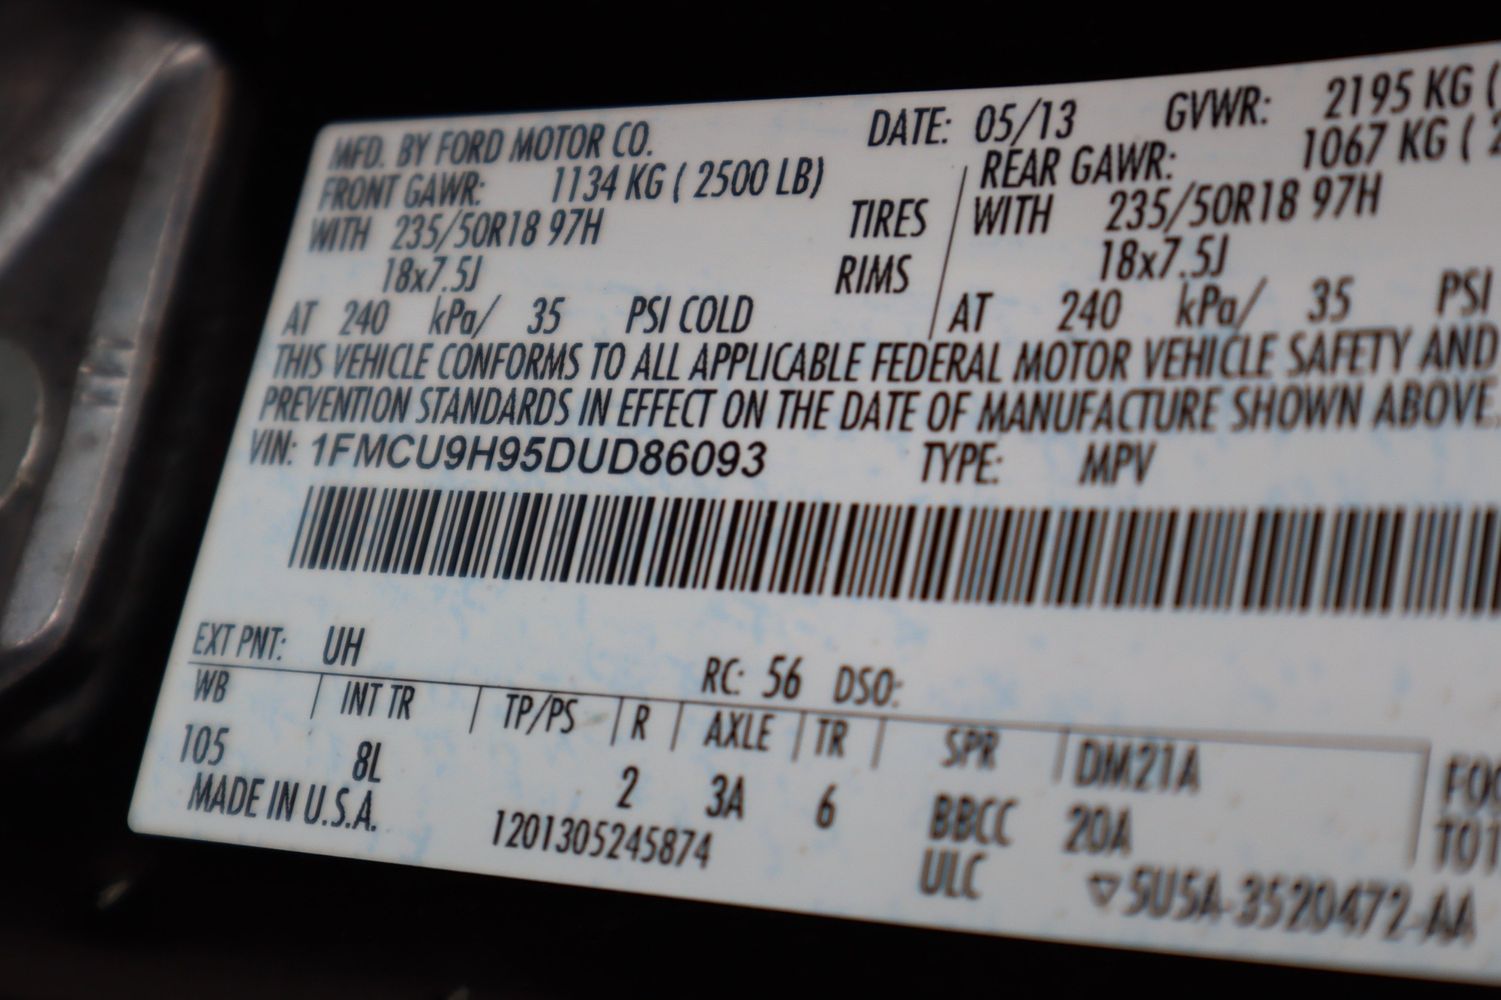 MFD. BY FORD MOTOR CO. DATE: 05/13 GVWR: 2195 KG (
FRONT GAWR: 1134 KG ( 2500 LB) REAR GAWR: 1067 KG ( 2
WITH 235/50R18 97H TIRES WITH 235/50R18 97H
18x7.5J RIMS 18x7.5J
AT 240 kPa/ 35 PSI COLD AT 240 kPa/ 35 PSI
THIS VEHICLE CONFORMS TO ALL APPLICABLE FEDERAL MOTOR VEHICLE SAFETY AND
PREVENTION STANDARDS IN EFFECT ON THE DATE OF MANUFACTURE SHOWN ABOVE.
VIN: 1FMCU9H95DUD86093 TYPE: MPV
EXT PNT: UH RC: 56 DSO:
WB INT TR TP/PS R AXLE TR SPR DM21A
105 8L 2 3A 6 BBCC 20A
MADE IN U.S.A. 1201305245874 ULC ▽5U5A-3520472-AA